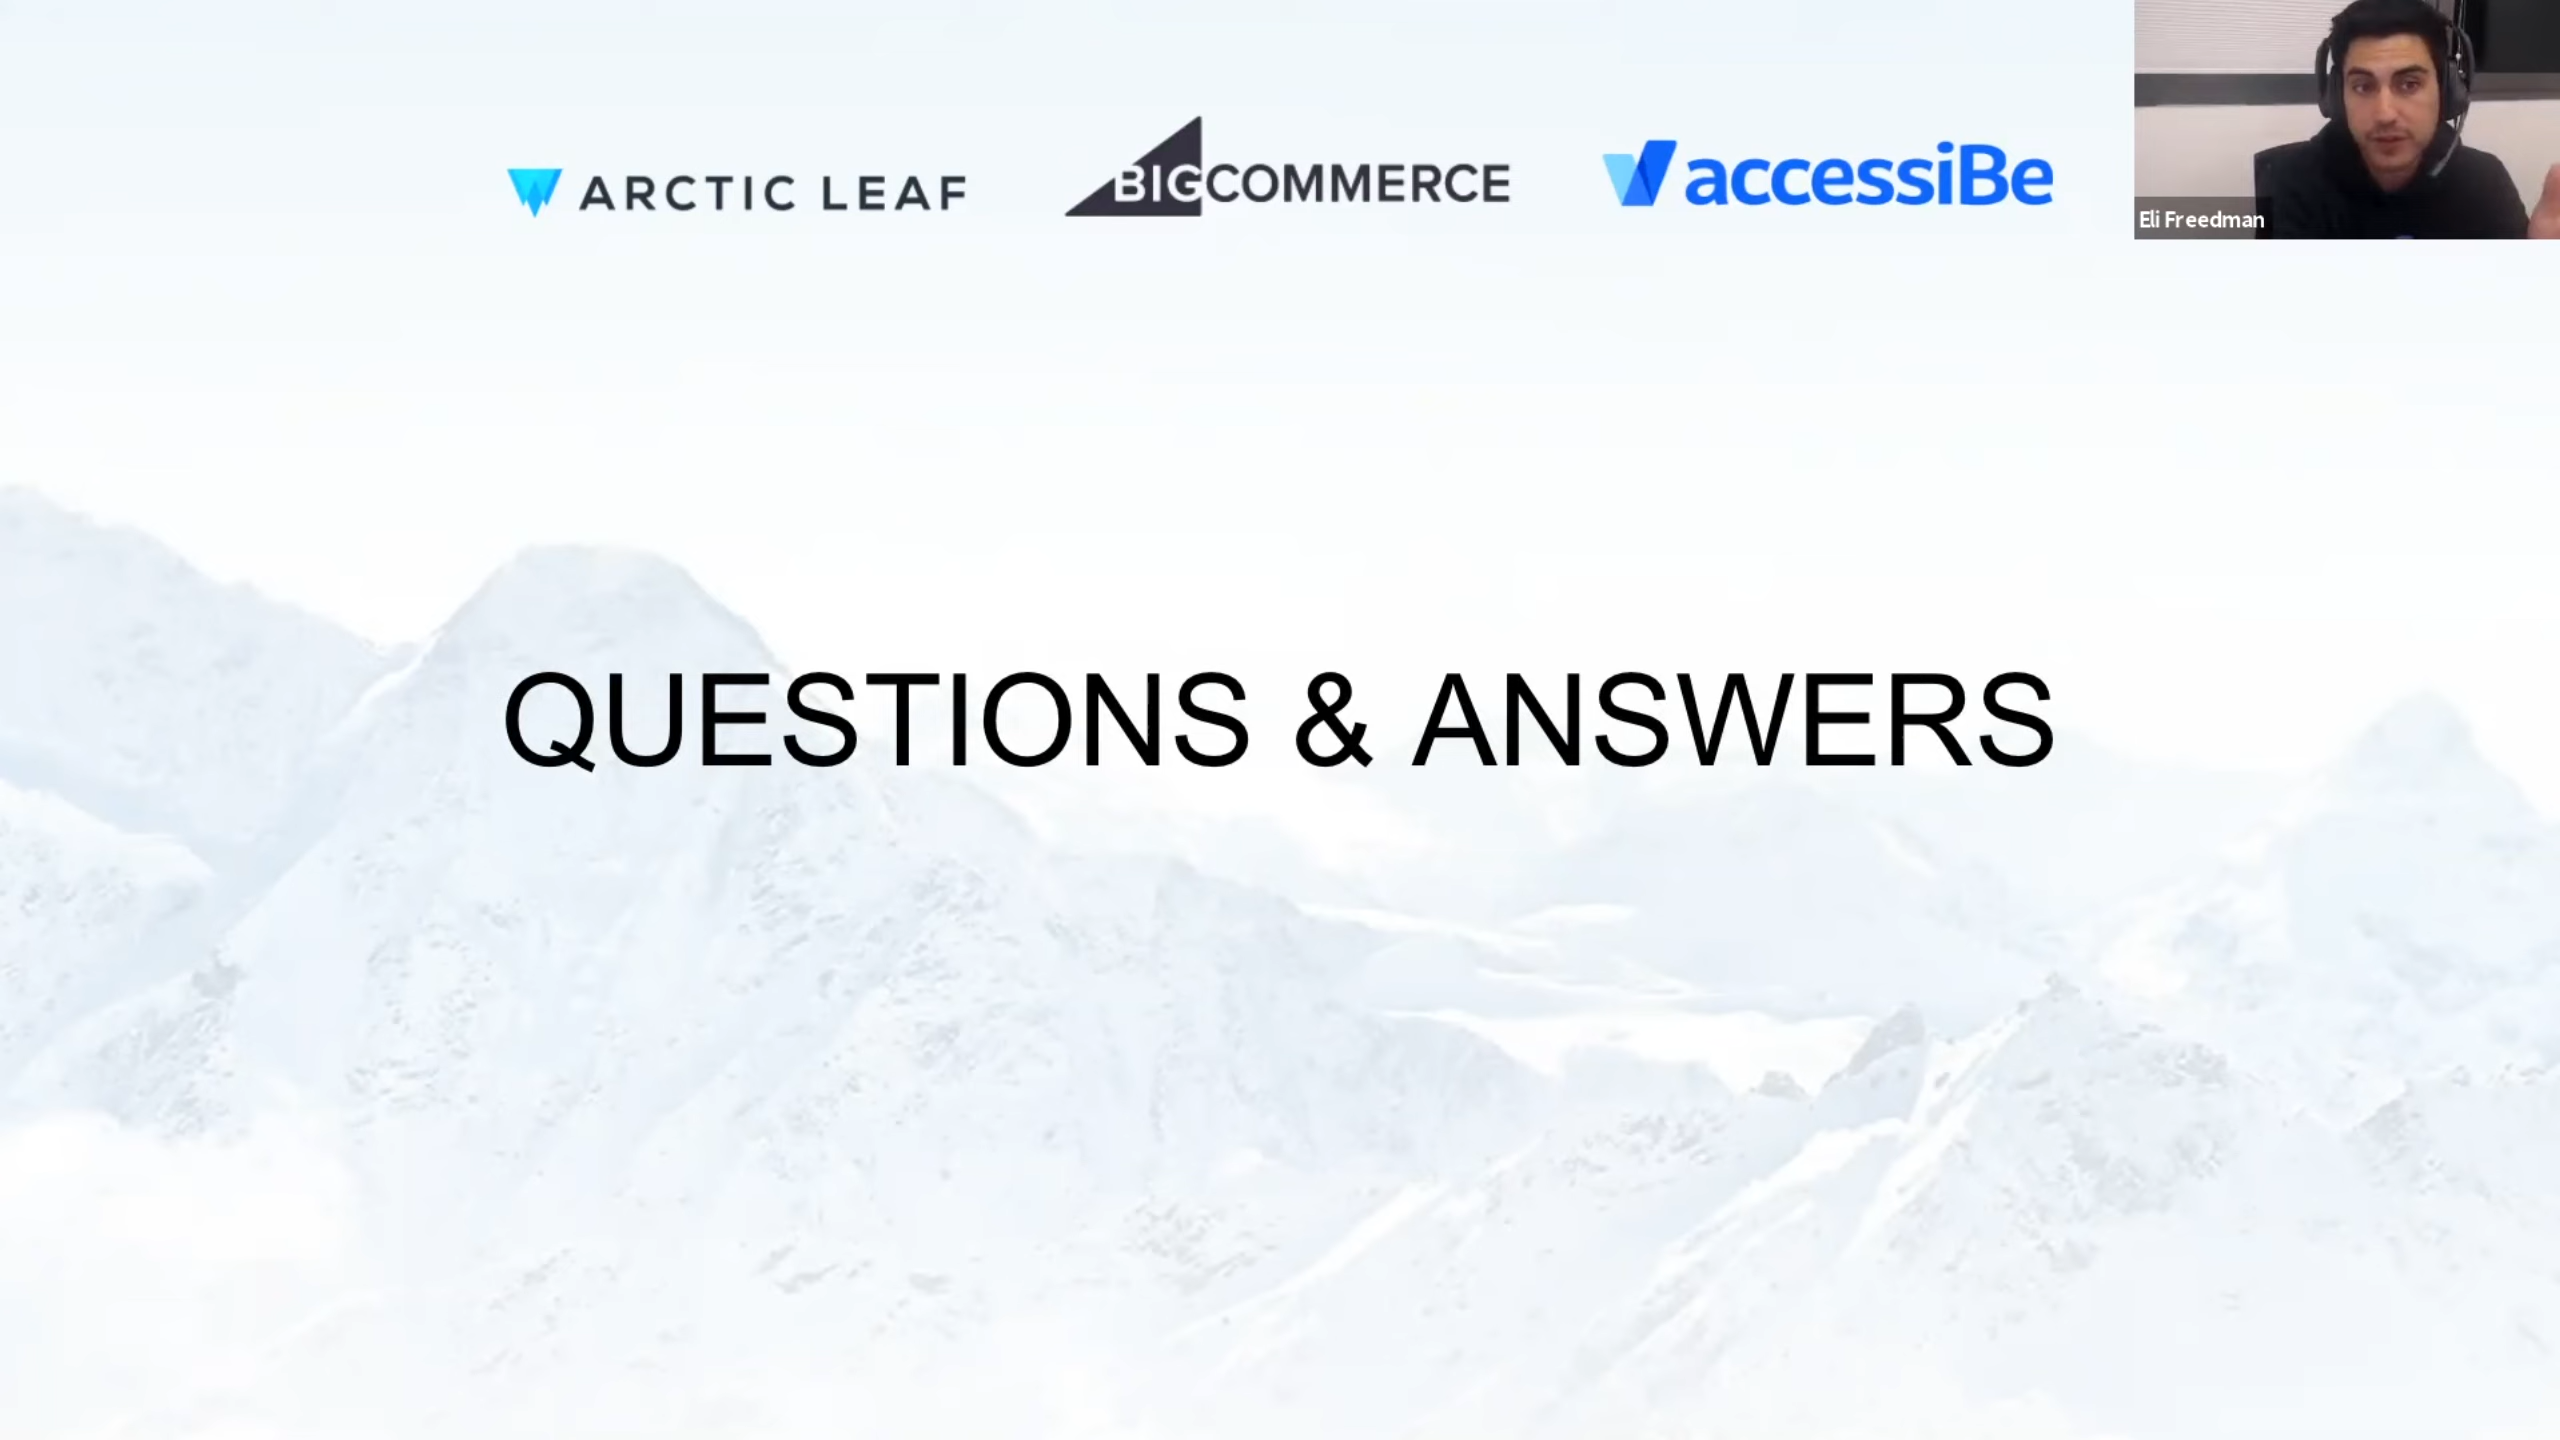 ARCTIC LEAF
BIGCOMMERCE
accessiBe
Eli Freedman
QUESTIONS & ANSWERS